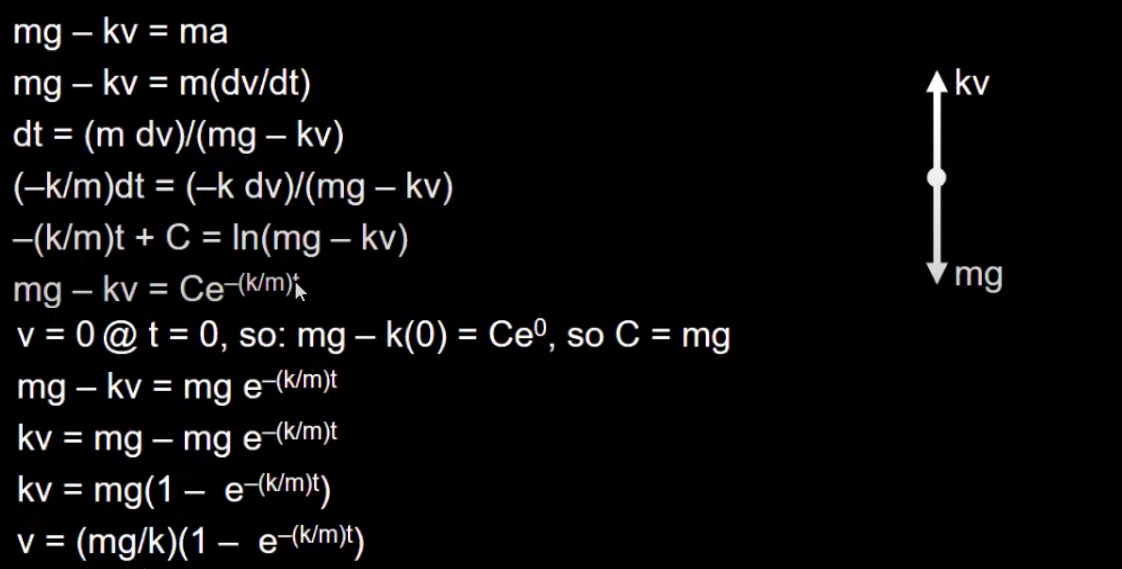 mg – kv = ma
mg – kv = m(dv/dt)
dt = (m dv)/(mg – kv)
(–k/m)dt = (–k dv)/(mg – kv)
–(k/m)t + C = ln(mg – kv)
mg – kv = Ce^–(k/m)t
v = 0 @ t = 0, so: mg – k(0) = Ce^0, so C = mg
mg – kv = mg e^–(k/m)t
kv = mg – mg e^–(k/m)t
kv = mg(1 – e^–(k/m)t)
v = (mg/k)(1 – e^–(k/m)t)
kv
mg